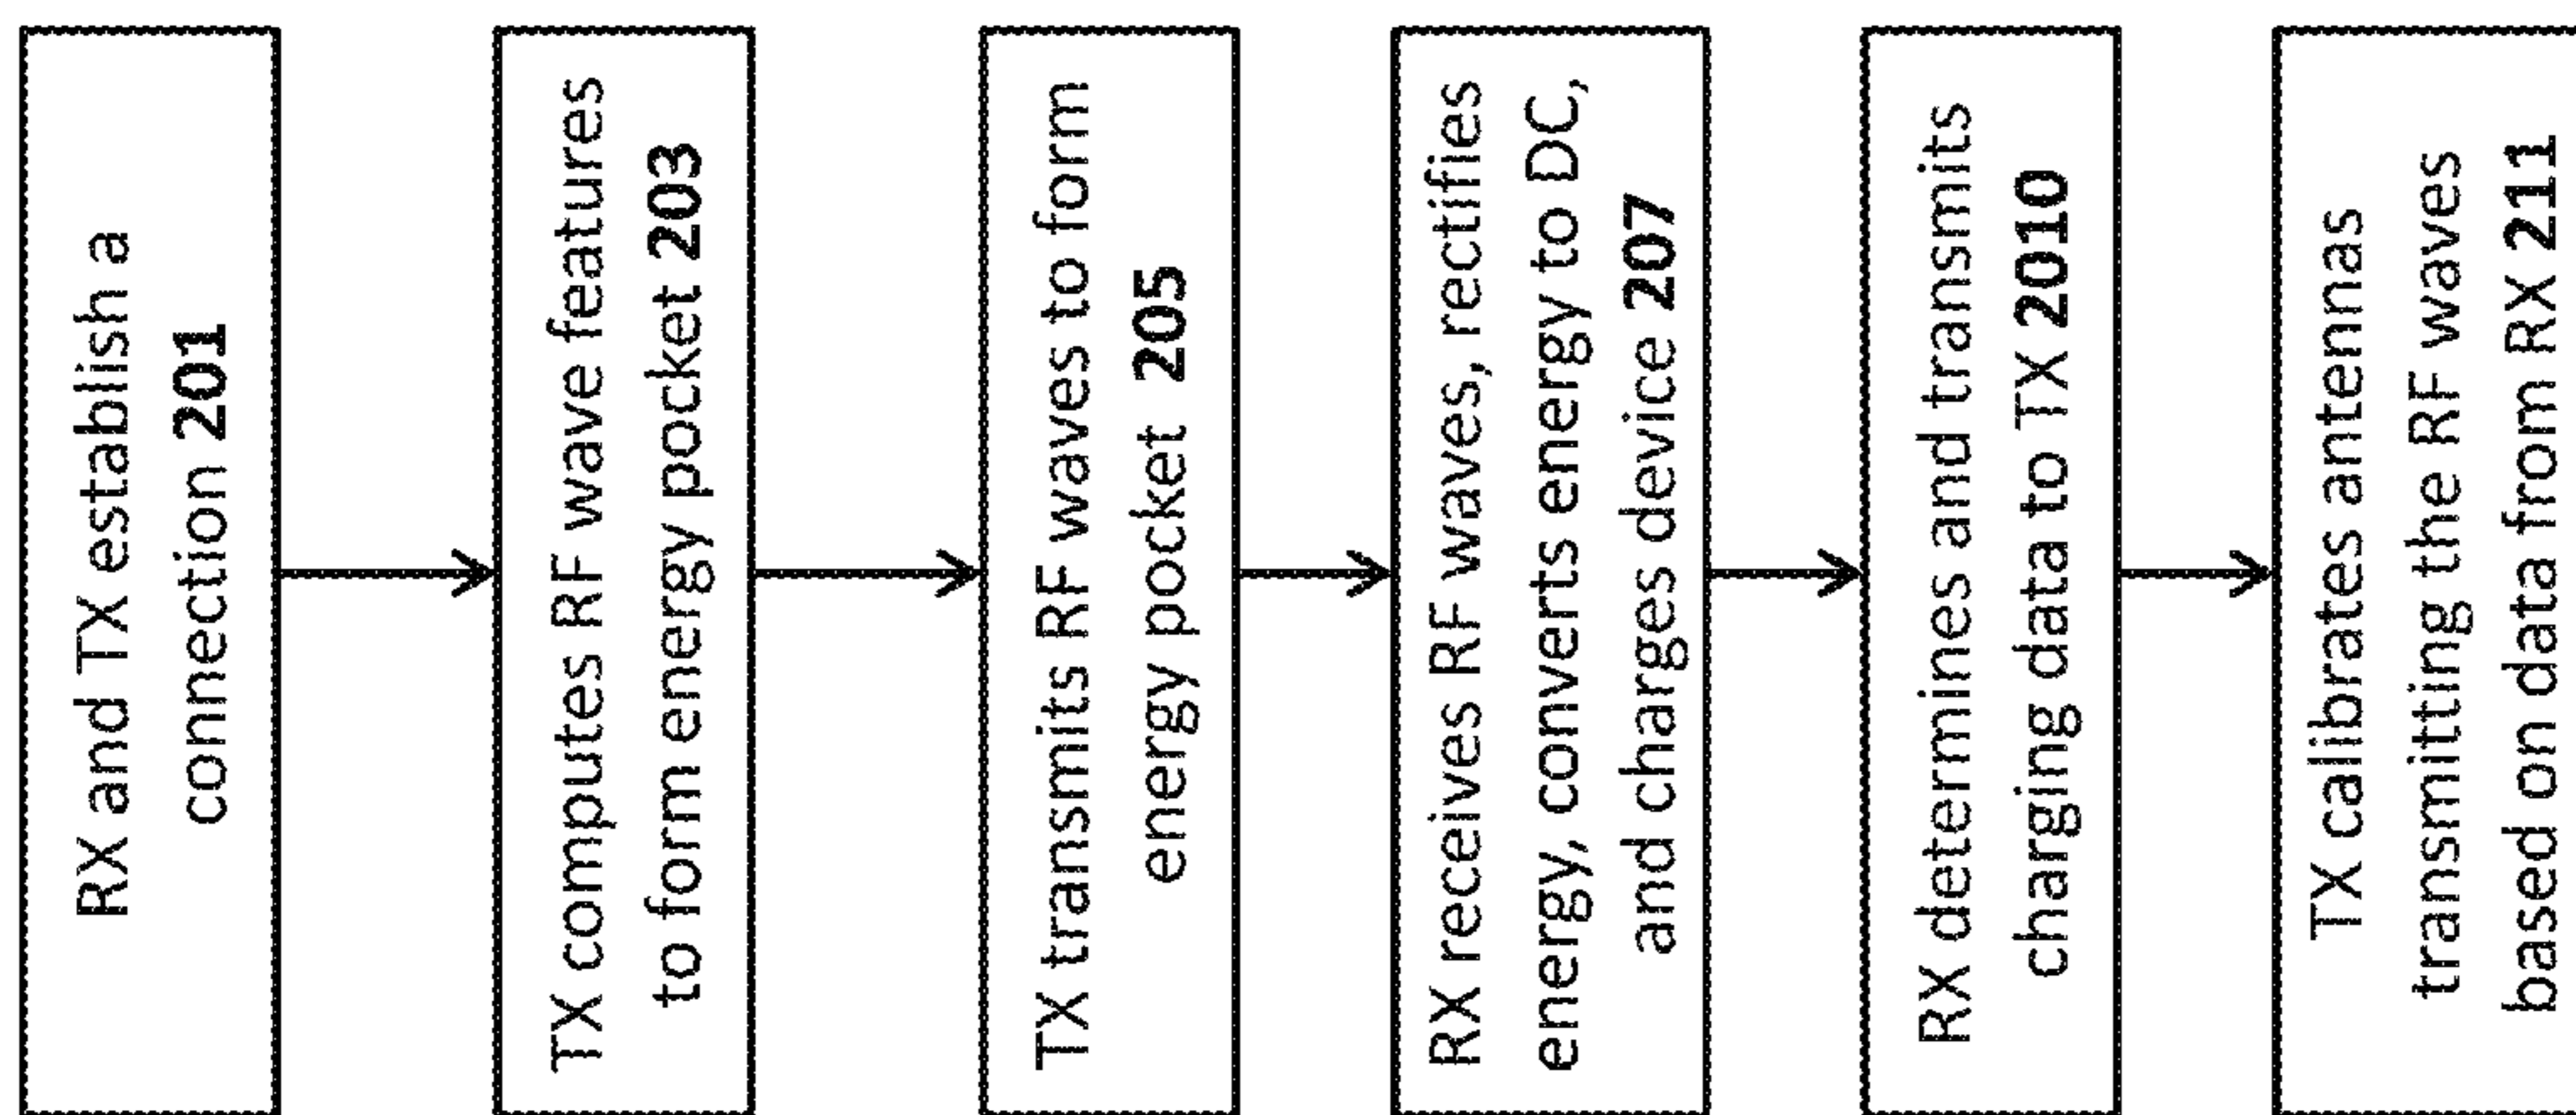 RX and TX establish a
connection 201
TX computes RF wave features
to form energy pocket 203
TX transmits RF waves to form
energy pocket 205
RX receives RF waves, rectifies
energy, converts energy to DC,
and charges device 207
RX determines and transmits
charging data to TX 2010
TX calibrates antennas
transmitting the RF waves
based on data from RX 211